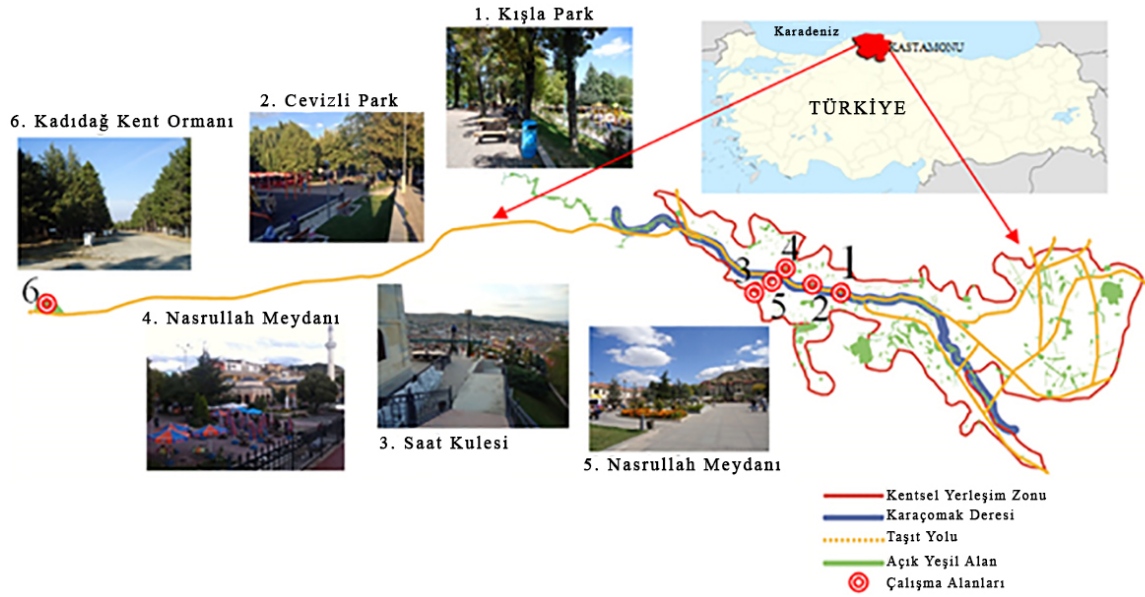 1. Kışla Park
Karadeniz
KASTAMONU
TÜRKİYE
2. Cevizli Park
6. Kadıdağ Kent Ormanı
4
3
1
5
2
6
4. Nasrullah Meydanı
3. Saat Kulesi
5. Nasrullah Meydanı
Kentsel Yerleşim Zonu
Karaçomak Deresi
Taşıt Yolu
Açık Yeşil Alan
Çalışma Alanları